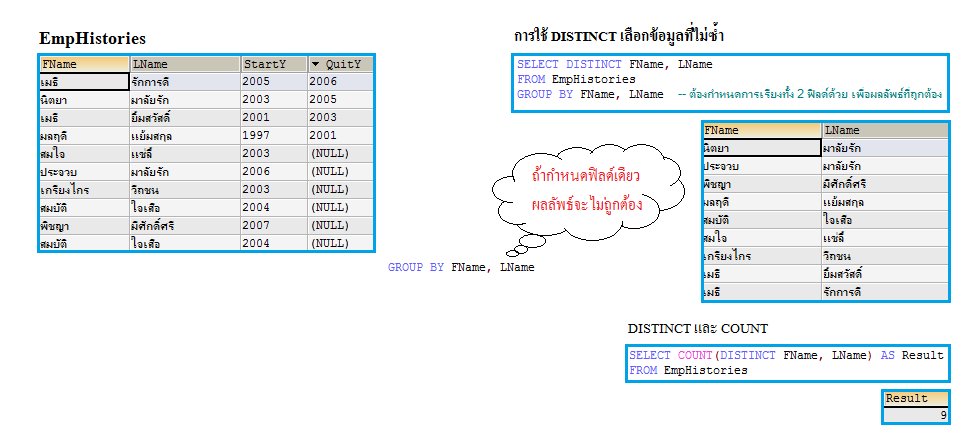 EmpHistories
FName LName StartY QuitY
เมธี รักการดี 2005 2006
นิตยา มาลัยรัก 2003 2005
เมธี ยิ้มสวัสดิ์ 2001 2003
มลฤดี แย้มสกุล 1997 2001
สมใจ แซ่ลี้ 2003 (NULL)
ประจวบ มาลัยรัก 2006 (NULL)
เกรียงไกร วิถชน 2003 (NULL)
สมบัติ ใจเสือ 2004 (NULL)
พิชญา มีศักดิ์ศรี 2007 (NULL)
สมบัติ ใจเสือ 2004 (NULL)
การใช้ DISTINCT เลือกข้อมูลที่ไม่ซ้ำ
SELECT DISTINCT FName, LName
FROM EmpHistories
GROUP BY FName, LName -- ต้องกำหนดการเรียงทั้ง 2 ฟิลด์ด้วย เพื่อผลลัพธ์ที่ถูกต้อง
ถ้ากำหนดฟิลด์เดียว
ผลลัพธ์จะ ไม่ถูกต้อง
GROUP BY FName, LName
FName LName
นิตยา มาลัยรัก
ประจวบ มาลัยรัก
พิชญา มีศักดิ์ศรี
มลฤดี แย้มสกุล
สมบัติ ใจเสือ
สมใจ แซ่ลี้
เกรียงไกร วิถชน
เมธี ยิ้มสวัสดิ์
เมธี รักการดี
DISTINCT และ COUNT
SELECT COUNT(DISTINCT FName, LName) AS Result
FROM EmpHistories
Result
9